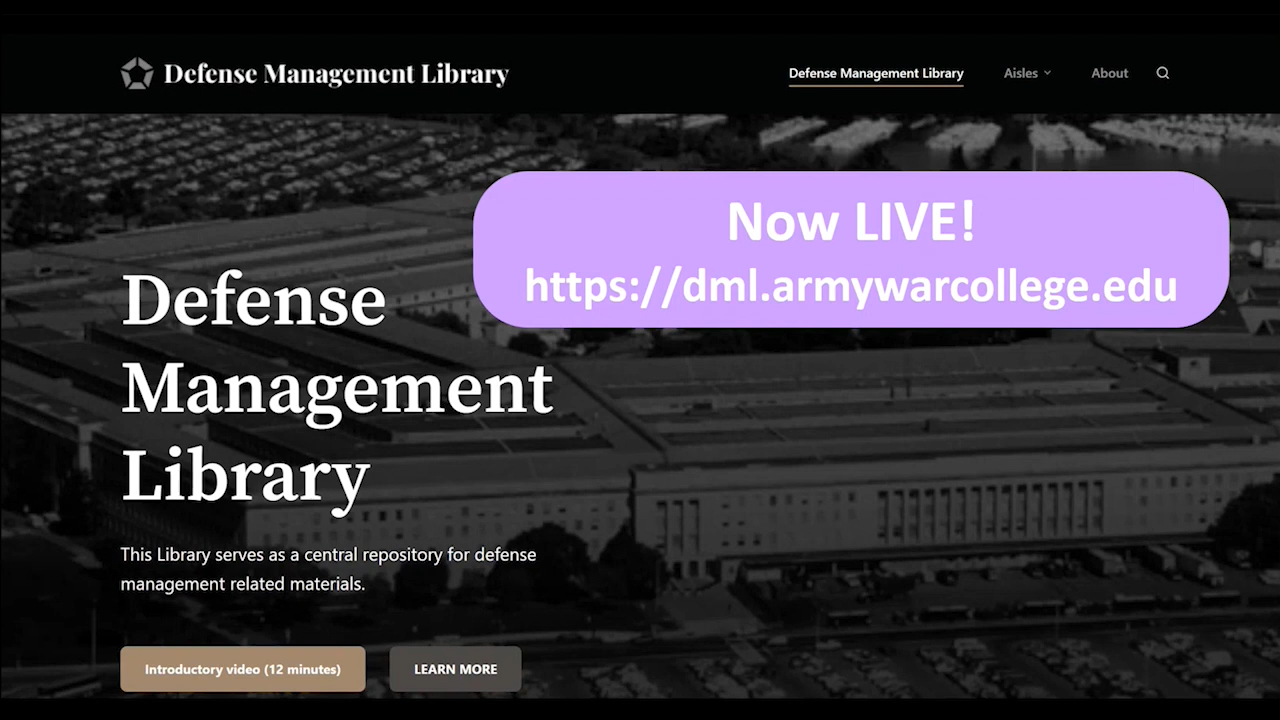 Defense Management Library
Defense Management Library
Aisles
About
Now LIVE!
https://dml.armywarcollege.edu
Defense
Management
Library
This Library serves as a central repository for defense
management related materials.
Introductory video (12 minutes)
LEARN MORE